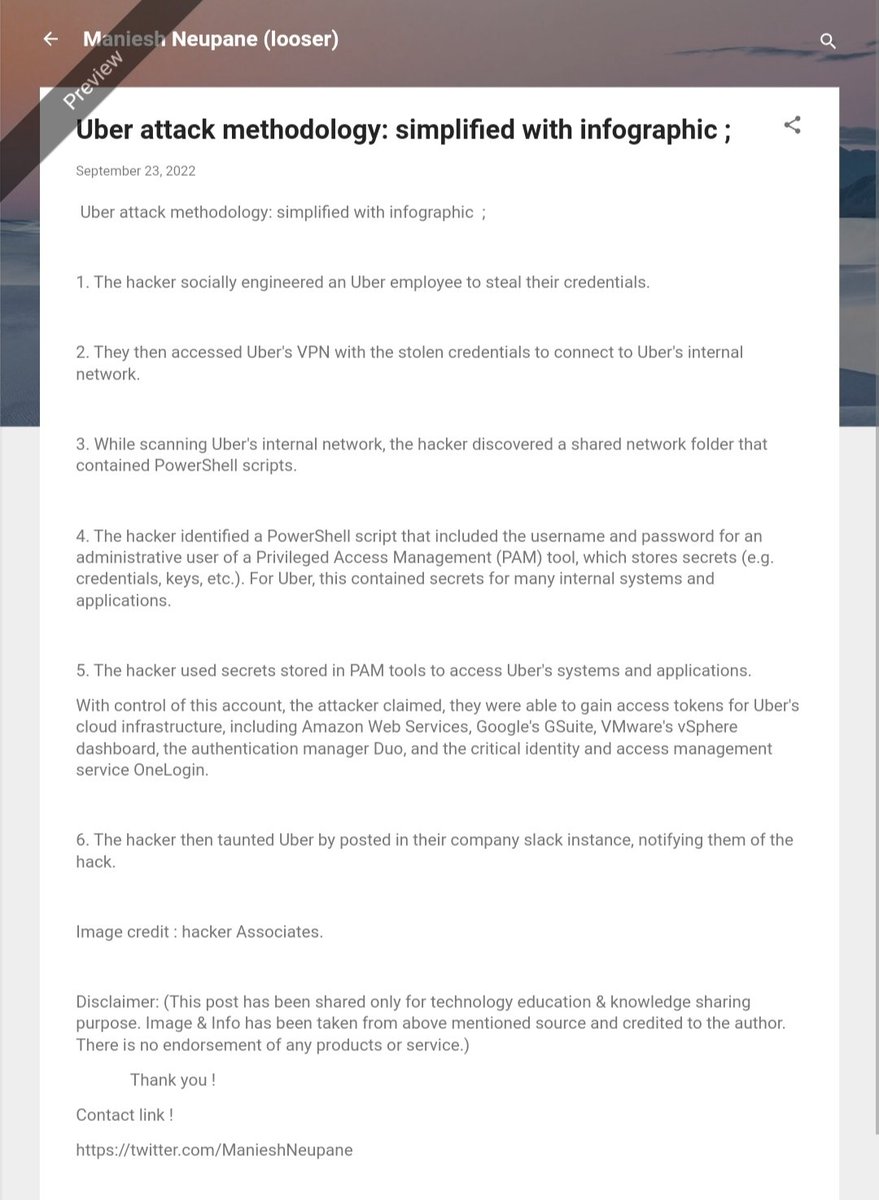 Maniesh Neupane (looser)
Preview
Uber attack methodology: simplified with infographic ;
September 23, 2022
Uber attack methodology: simplified with infographic  ;
1. The hacker socially engineered an Uber employee to steal their credentials.
2. They then accessed Uber's VPN with the stolen credentials to connect to Uber's internal
network.
3. While scanning Uber's internal network, the hacker discovered a shared network folder that
contained PowerShell scripts.
4. The hacker identified a PowerShell script that included the username and password for an
administrative user of a Privileged Access Management (PAM) tool, which stores secrets (e.g.
credentials, keys, etc.). For Uber, this contained secrets for many internal systems and
applications.
5. The hacker used secrets stored in PAM tools to access Uber's systems and applications.
With control of this account, the attacker claimed, they were able to gain access tokens for Uber's
cloud infrastructure, including Amazon Web Services, Google's GSuite, VMware's vSphere
dashboard, the authentication manager Duo, and the critical identity and access management
service OneLogin.
6. The hacker then taunted Uber by posted in their company slack instance, notifying them of the
hack.
Image credit : hacker Associates.
Disclaimer: (This post has been shared only for technology education & knowledge sharing
purpose. Image & Info has been taken from above mentioned source and credited to the author.
There is no endorsement of any products or service.)
Thank you !
Contact link !
https://twitter.com/ManieshNeupane